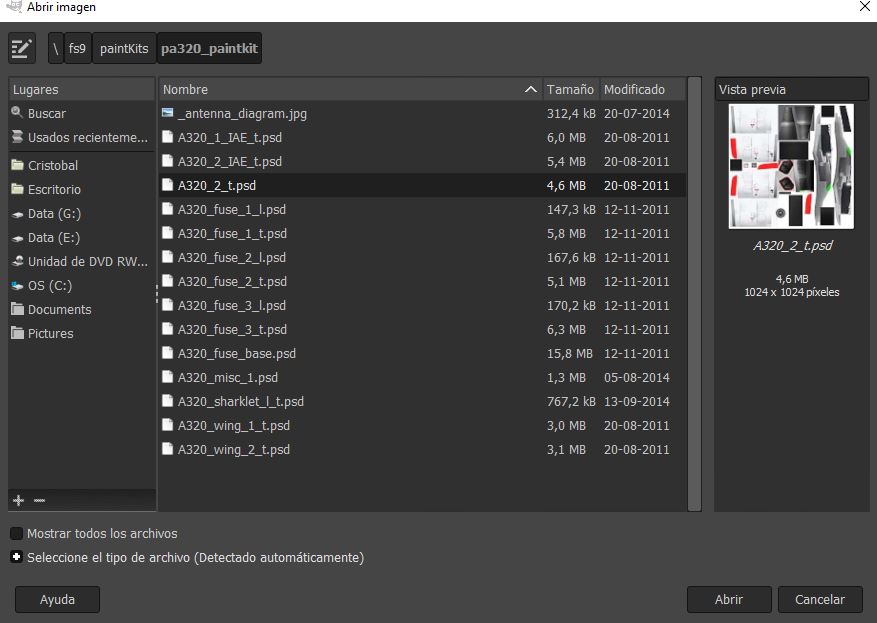 Abrir imagen
\ fs9 paintKits pa320_paintkit
Lugares
Buscar
Usados recienteme...
Cristobal
Escritorio
Data (G:)
Data (E:)
Unidad de DVD RW...
OS (C:)
Documents
Pictures
Nombre Tamaño Modificado
_antenna_diagram.jpg 312,4 kB 20-07-2014
A320_1_IAE_t.psd 6,0 MB 20-08-2011
A320_2_IAE_t.psd 5,4 MB 20-08-2011
A320_2_t.psd 4,6 MB 20-08-2011
A320_fuse_1_l.psd 147,3 kB 12-11-2011
A320_fuse_1_t.psd 5,8 MB 12-11-2011
A320_fuse_2_l.psd 167,6 kB 12-11-2011
A320_fuse_2_t.psd 5,1 MB 12-11-2011
A320_fuse_3_l.psd 170,2 kB 12-11-2011
A320_fuse_3_t.psd 6,3 MB 12-11-2011
A320_fuse_base.psd 15,8 MB 12-11-2011
A320_misc_1.psd 1,3 MB 05-08-2014
A320_sharklet_l_t.psd 767,2 kB 13-09-2014
A320_wing_1_t.psd 3,0 MB 20-08-2011
A320_wing_2_t.psd 3,1 MB 20-08-2011
Vista previa
A320_2_t.psd
4,6 MB
1024 x 1024 píxeles
Mostrar todos los archivos
Seleccione el tipo de archivo (Detectado automáticamente)
Ayuda Abrir Cancelar